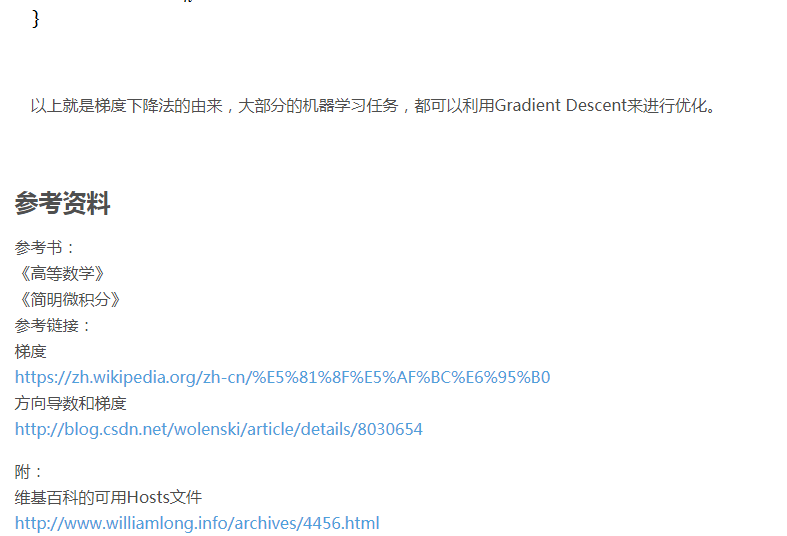 }
以上就是梯度下降法的由来，大部分的机器学习任务，都可以利用Gradient Descent来进行优化。
参考资料
参考书：
《高等数学》
《简明微积分》
参考链接：
梯度
https://zh.wikipedia.org/zh-cn/%E5%81%8F%E5%AF%BC%E6%95%B0
方向导数和梯度
http://blog.csdn.net/wolenski/article/details/8030654
附：
维基百科的可用Hosts文件
http://www.williamlong.info/archives/4456.html